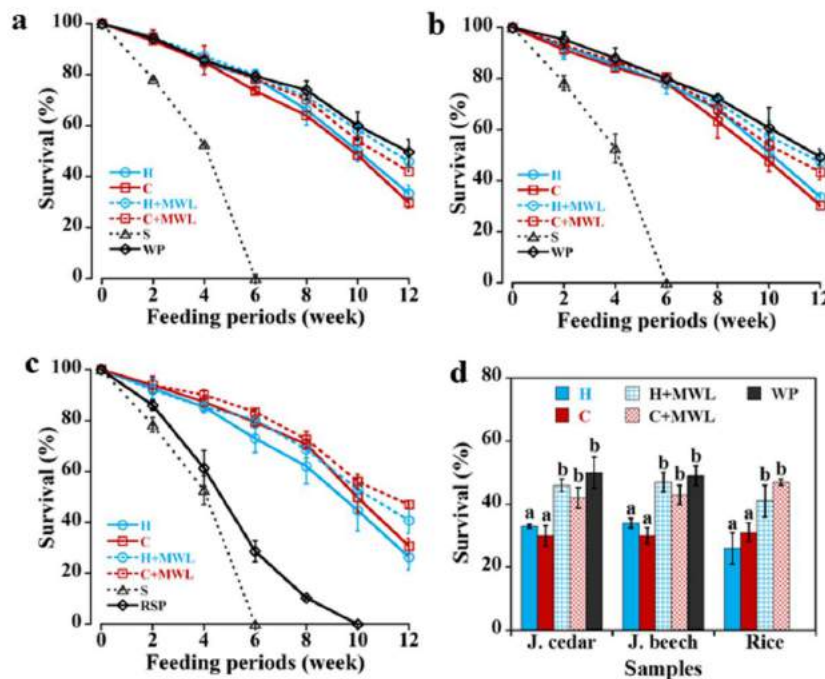 a
100
80
60
40
20
0
Survival (%)
H
C
H+MWL
C+MWL
S
WP
0 2 4 6 8 10 12
Feeding periods (week)
b
100
80
60
40
20
0
Survival (%)
H
C
H+MWL
C+MWL
S
WP
0 2 4 6 8 10 12
Feeding periods (week)
c
100
80
60
40
20
0
Survival (%)
H
C
H+MWL
C+MWL
S
RSP
0 2 4 6 8 10 12
Feeding periods (week)
d
80
60
40
20
0
Survival (%)
H H+MWL WP
C C+MWL
a a b b b a a b b b a a b b
J. cedar J. beech Rice
Samples